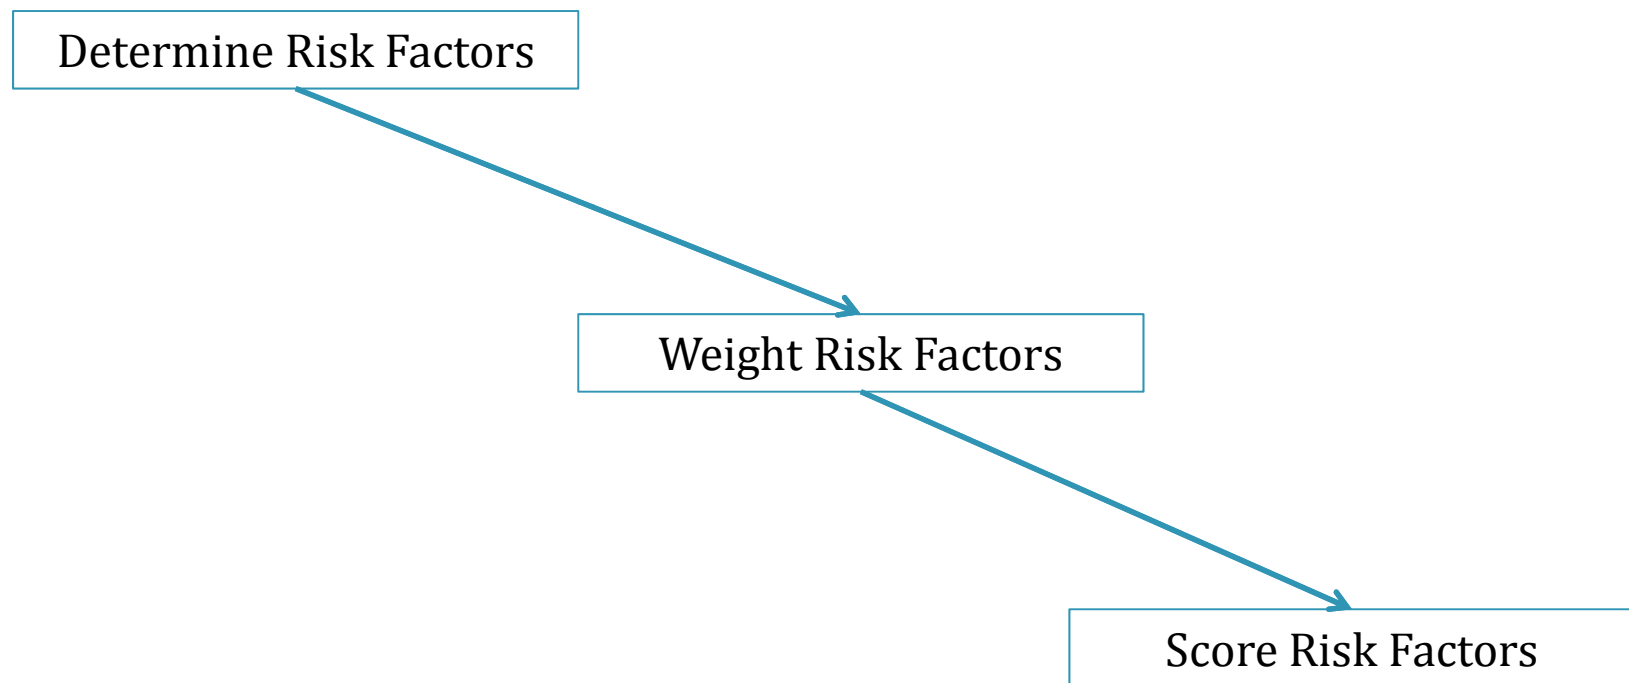 Determine Risk Factors
Weight Risk Factors
Score Risk Factors